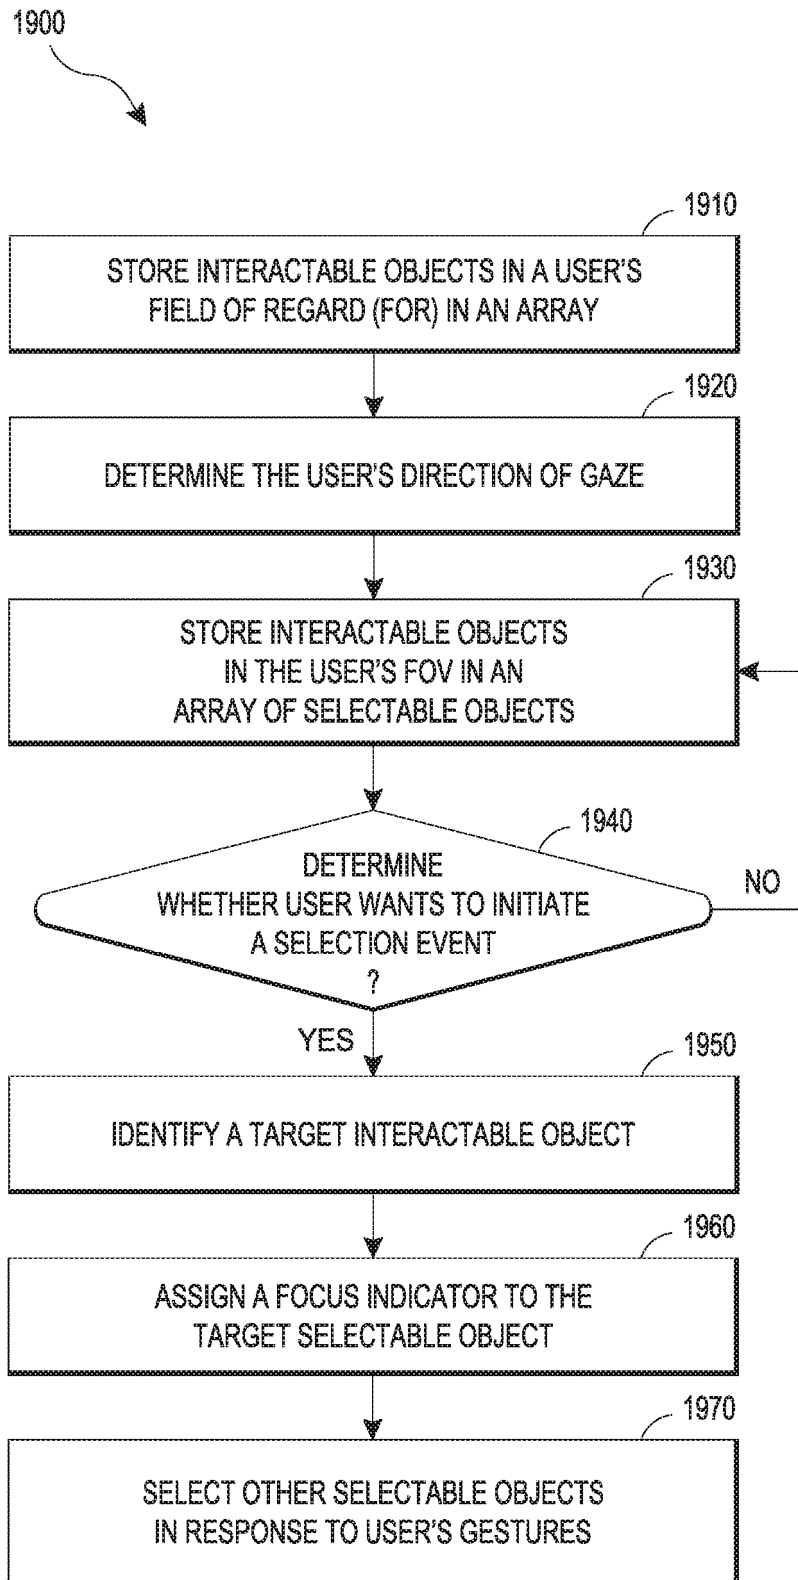 1900
1910
STORE INTERACTABLE OBJECTS IN A USER'S
FIELD OF REGARD (FOR) IN AN ARRAY
1920
DETERMINE THE USER'S DIRECTION OF GAZE
1930
STORE INTERACTABLE OBJECTS
IN THE USER'S FOV IN AN
ARRAY OF SELECTABLE OBJECTS
1940
DETERMINE
WHETHER USER WANTS TO INITIATE
A SELECTION EVENT
?
NO
YES
1950
IDENTIFY A TARGET INTERACTABLE OBJECT
1960
ASSIGN A FOCUS INDICATOR TO THE
TARGET SELECTABLE OBJECT
1970
SELECT OTHER SELECTABLE OBJECTS
IN RESPONSE TO USER'S GESTURES